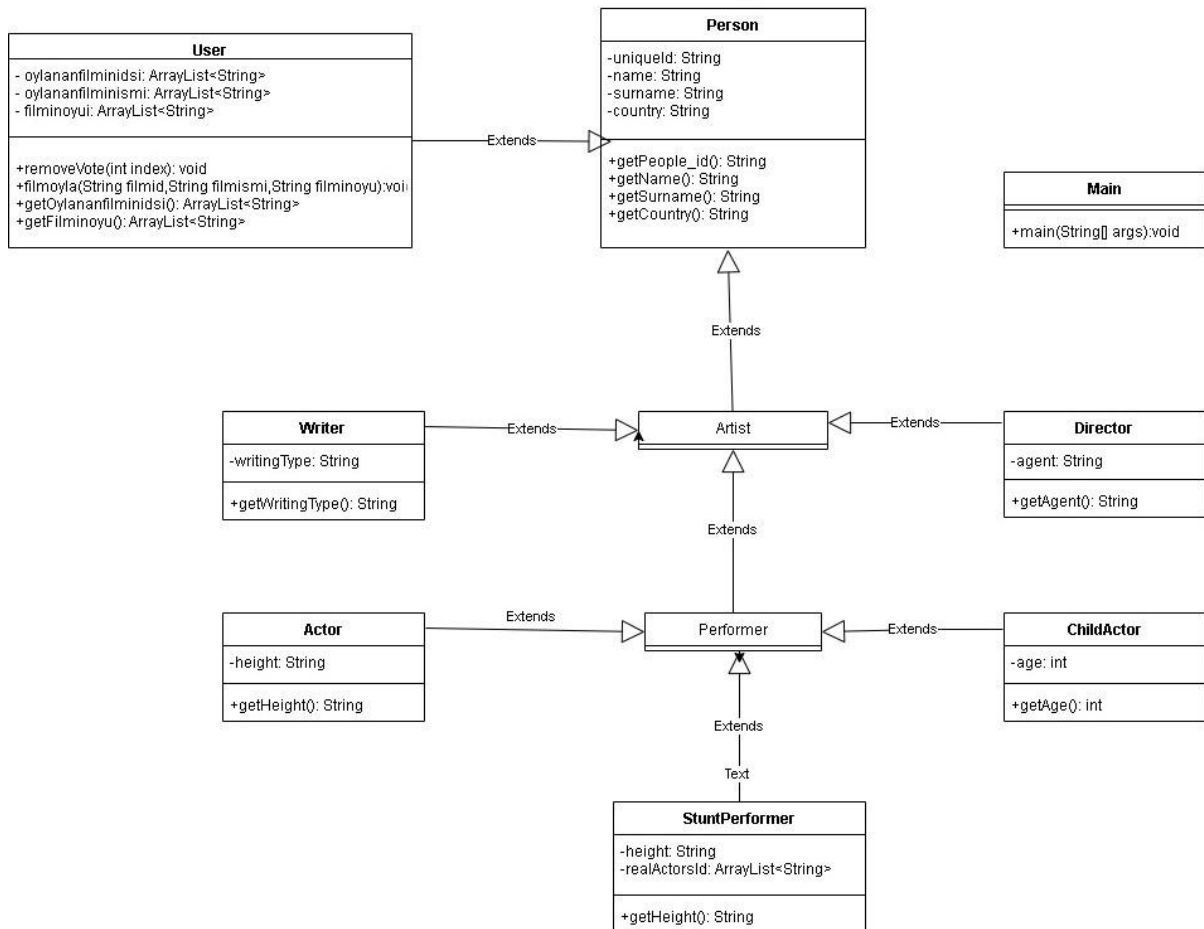 User
- oylananfilminidsi: ArrayList<String>
- oylananfilminismi: ArrayList<String>
- filminoyui: ArrayList<String>
+removeVote(int index): void
+filmoyla(String filmid,String filmismi,String filminoyu):voi
+getOylananfilminidsi(): ArrayList<String>
+getFilminoyu(): ArrayList<String>
Extends
Person
-uniqueId: String
-name: String
-surname: String
-country: String
+getPeople_id(): String
+getName(): String
+getSurname(): String
+getCountry(): String
Main
+main(String[] args):void
Extends
Writer
-writingType: String
+getWritingType(): String
Extends
Artist
Extends
Director
-agent: String
+getAgent(): String
Extends
Actor
-height: String
+getHeight(): String
Extends
Performer
Extends
ChildActor
-age: int
+getAge(): int
Extends
Text
StuntPerformer
-height: String
-realActorsId: ArrayList<String>
+getHeight(): String